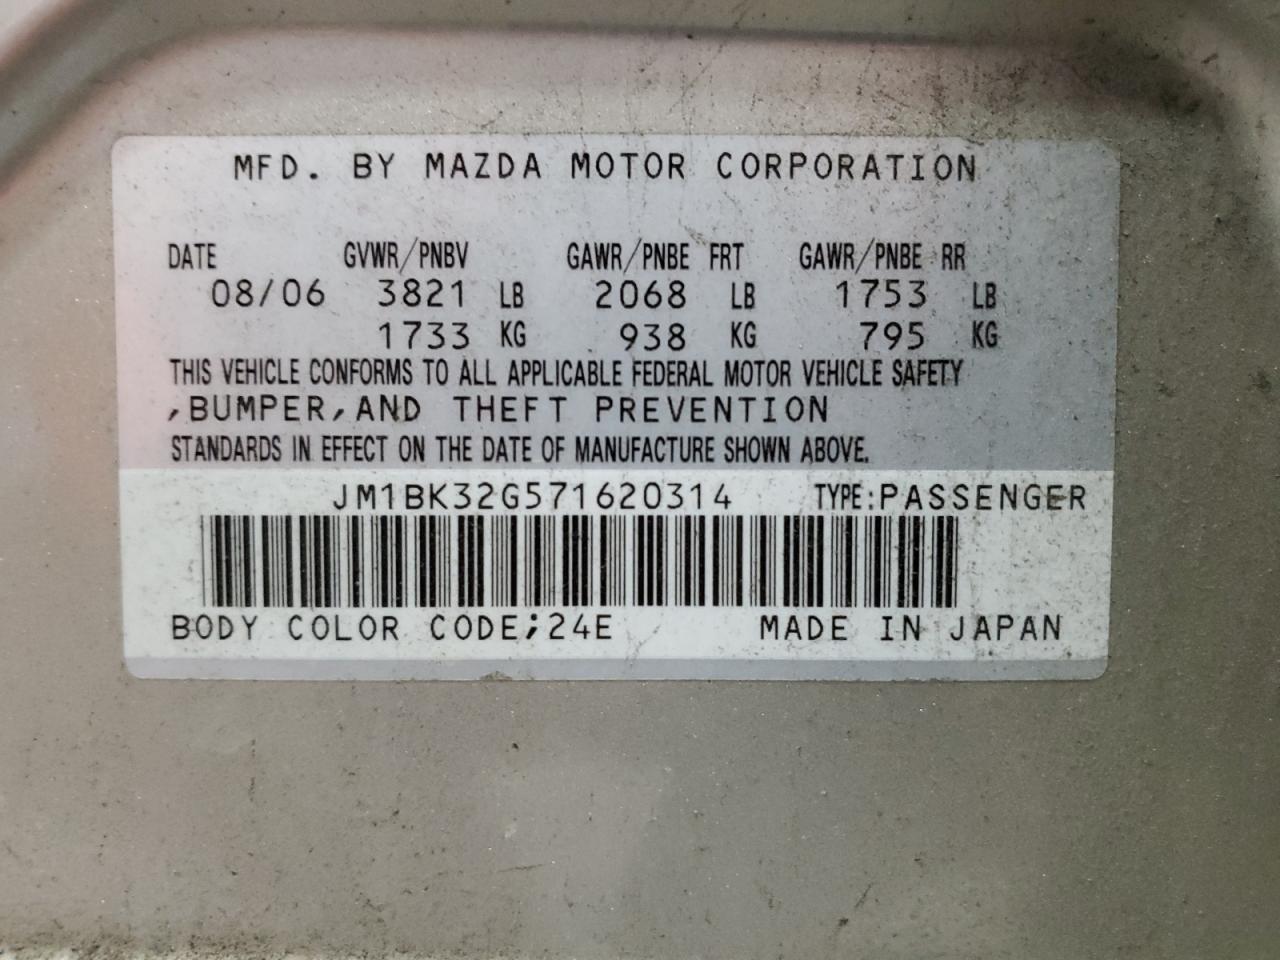 MFD. BY MAZDA MOTOR CORPORATION
DATE GVWR/PNBV GAWR/PNBE FRT GAWR/PNBE RR
08/06 3821 LB 2068 LB 1753 LB
1733 KG 938 KG 795 KG
THIS VEHICLE CONFORMS TO ALL APPLICABLE FEDERAL MOTOR VEHICLE SAFETY
,BUMPER,AND THEFT PREVENTION
STANDARDS IN EFFECT ON THE DATE OF MANUFACTURE SHOWN ABOVE.
JM1BK32G571620314 TYPE:PASSENGER
BODY COLOR CODE;24E MADE IN JAPAN